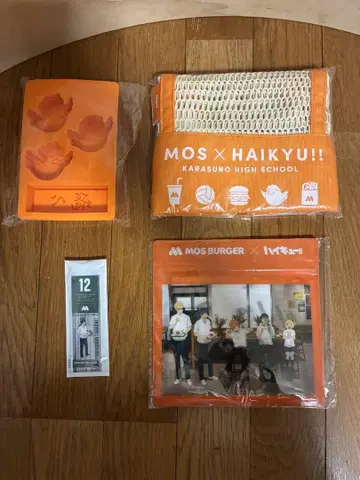 MOS × HAIKYU!!
KARASUNO HIGH SCHOOL
12
MOS BURGER × ハイキュー!!